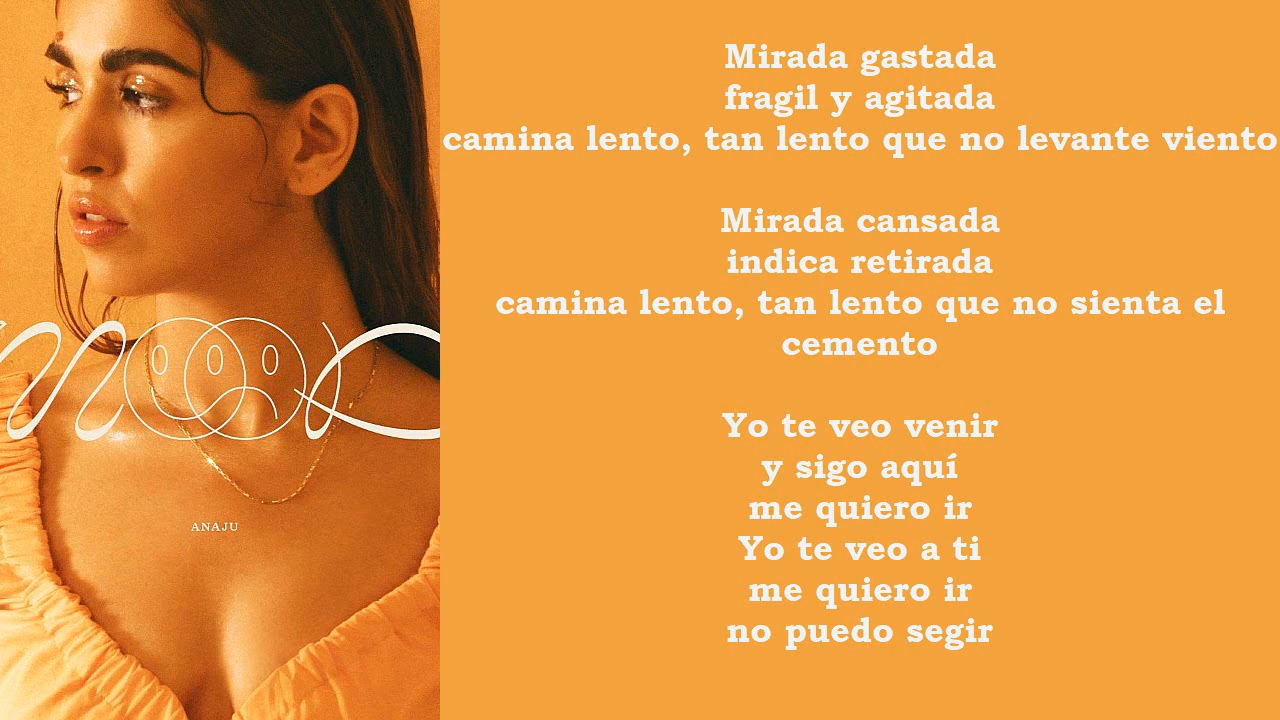 mood
ANAJU
Mirada gastada
fragil y agitada
camina lento, tan lento que no levante viento
Mirada cansada
indica retirada
camina lento, tan lento que no sienta el
cemento
Yo te veo venir
y sigo aquí
me quiero ir
Yo te veo a ti
me quiero ir
no puedo segir